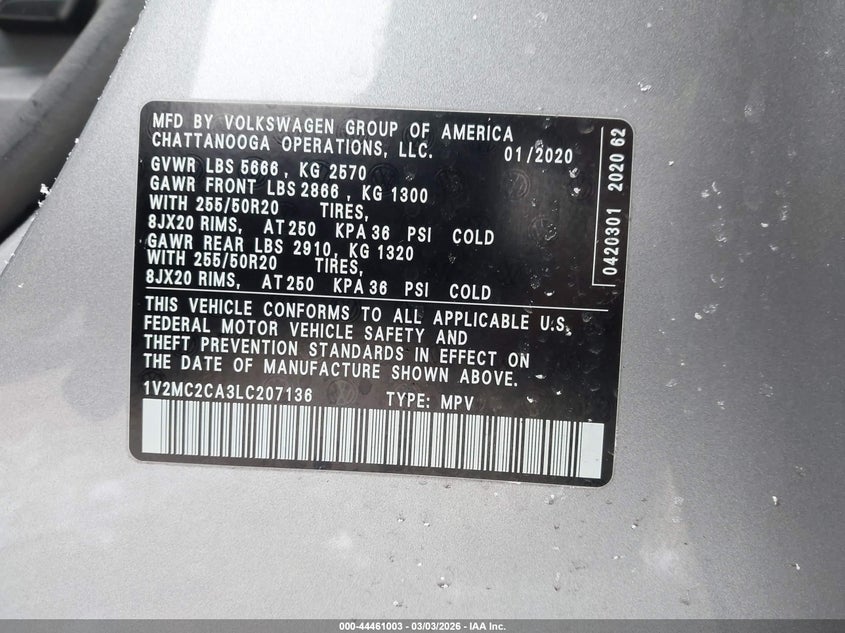 MFD BY VOLKSWAGEN GROUP OF AMERICA
CHATTANOOGA OPERATIONS, LLC. 01/2020
GVWR LBS 5666 , KG 2570
GAWR FRONT LBS 2866 , KG 1300
WITH 255/50R20 TIRES,
8JX20 RIMS, AT 250 KPA 36 PSI COLD
GAWR REAR LBS 2910, KG 1320
WITH 255/50R20 TIRES,
8JX20 RIMS, AT 250 KPA 36 PSI COLD
THIS VEHICLE CONFORMS TO ALL APPLICABLE U.S.
FEDERAL MOTOR VEHICLE SAFETY AND
THEFT PREVENTION STANDARDS IN EFFECT ON
THE DATE OF MANUFACTURE SHOWN ABOVE.
1V2MC2CA3LC207136 TYPE: MPV
0420301 2020 62
000-44461003 | 03/03/2026 | IAA Inc.